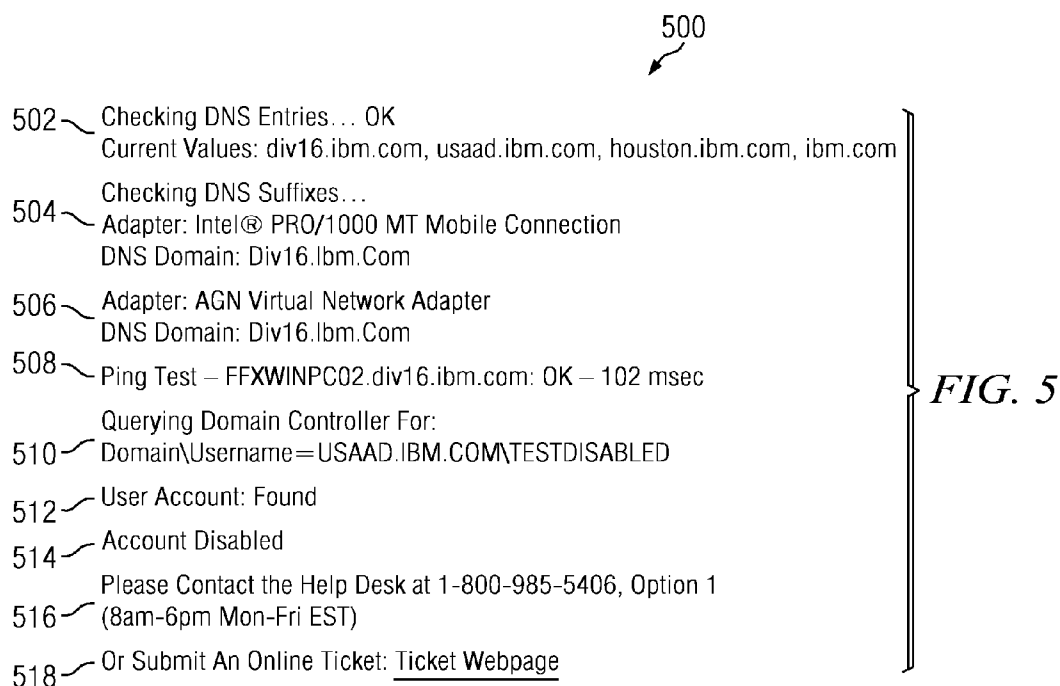 500
502 Checking DNS Entries... OK
Current Values: div16.ibm.com, usaad.ibm.com, houston.ibm.com, ibm.com
Checking DNS Suffixes...
504 Adapter: Intel® PRO/1000 MT Mobile Connection
DNS Domain: Div16.Ibm.Com
506 Adapter: AGN Virtual Network Adapter
DNS Domain: Div16.Ibm.Com
508 Ping Test – FFXWINPC02.div16.ibm.com: OK – 102 msec
FIG. 5
Querying Domain Controller For:
510 Domain\Username=USAAD.IBM.COM\TESTDISABLED
512 User Account: Found
514 Account Disabled
Please Contact the Help Desk at 1-800-985-5406, Option 1
516 (8am-6pm Mon-Fri EST)
518 Or Submit An Online Ticket: Ticket Webpage